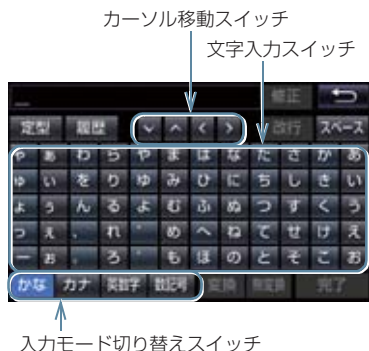 カーソル移動スイッチ
文字入力スイッチ
修正
定型 履歴 改行 スペース
ゃ ぁ わ ら や ま は な た さ か あ
ゅ ぃ を り ゆ み ひ に ち し き い
ょ ぅ ん る よ む ふ ぬ つ す く う
っ ぇ 、 れ ゛ め へ ね て せ け え
ー ぉ 。 ろ ゜ も ほ の と そ こ お
かな カナ 英数字 数記号 変換 無変換 完了
入力モード切り替えスイッチ